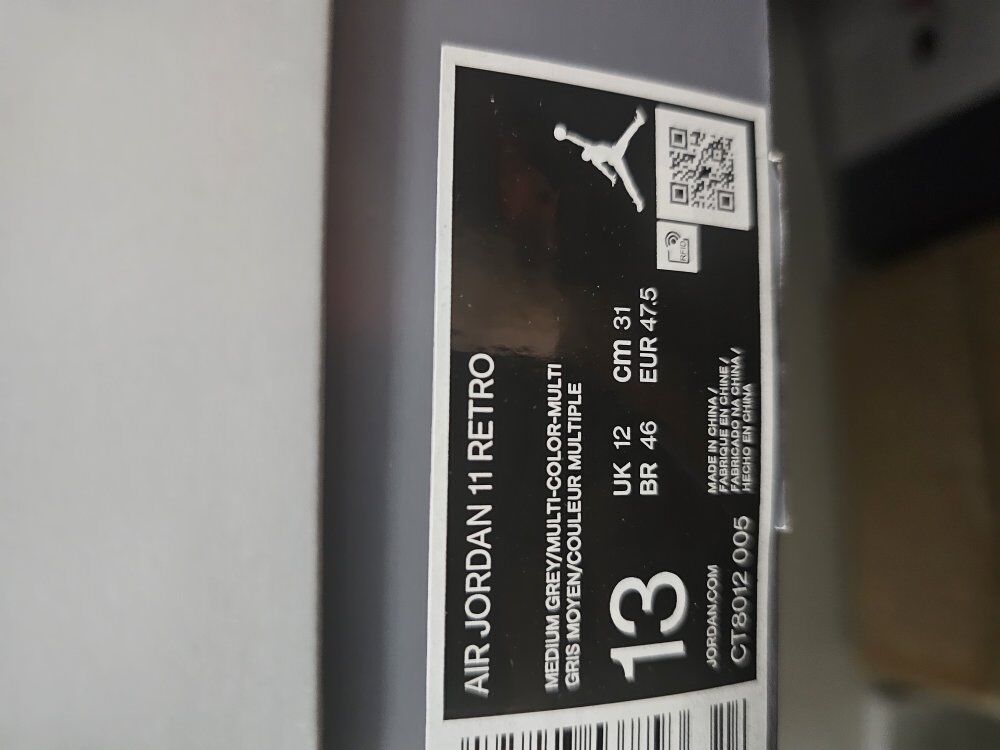 AIR JORDAN 11 RETRO
MEDIUM GREY/MULTI-COLOR-MULTI
GRIS MOYEN/COULEUR MULTIPLE
13
UK 12 cm 31
BR 46 EUR 47.5
RFID
JORDAN.COM
CT8012 005
MADE IN CHINA /
FABRIQUE EN CHINE /
FABRICADO NA CHINA /
HECHO EN CHINA